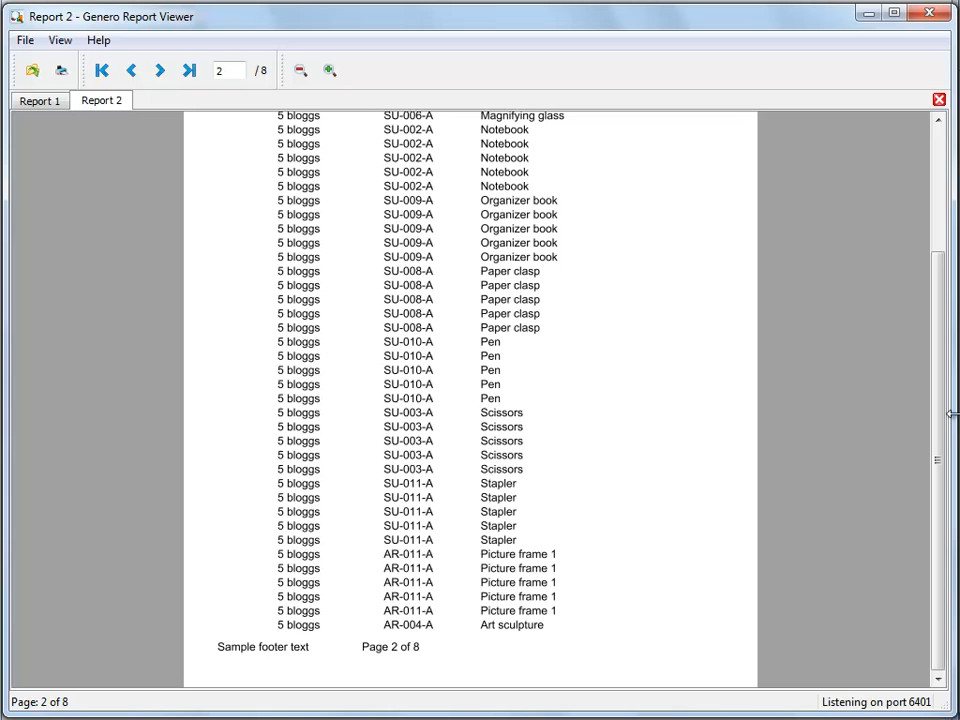 Report 2 - Genero Report Viewer
File View Help
2 / 8
Report 1 Report 2
5 bloggs SU-006-A Magnifying glass
5 bloggs SU-002-A Notebook
5 bloggs SU-002-A Notebook
5 bloggs SU-002-A Notebook
5 bloggs SU-002-A Notebook
5 bloggs SU-002-A Notebook
5 bloggs SU-009-A Organizer book
5 bloggs SU-009-A Organizer book
5 bloggs SU-009-A Organizer book
5 bloggs SU-009-A Organizer book
5 bloggs SU-009-A Organizer book
5 bloggs SU-008-A Paper clasp
5 bloggs SU-008-A Paper clasp
5 bloggs SU-008-A Paper clasp
5 bloggs SU-008-A Paper clasp
5 bloggs SU-008-A Paper clasp
5 bloggs SU-010-A Pen
5 bloggs SU-010-A Pen
5 bloggs SU-010-A Pen
5 bloggs SU-010-A Pen
5 bloggs SU-010-A Pen
5 bloggs SU-003-A Scissors
5 bloggs SU-003-A Scissors
5 bloggs SU-003-A Scissors
5 bloggs SU-003-A Scissors
5 bloggs SU-003-A Scissors
5 bloggs SU-011-A Stapler
5 bloggs SU-011-A Stapler
5 bloggs SU-011-A Stapler
5 bloggs SU-011-A Stapler
5 bloggs SU-011-A Stapler
5 bloggs AR-011-A Picture frame 1
5 bloggs AR-011-A Picture frame 1
5 bloggs AR-011-A Picture frame 1
5 bloggs AR-011-A Picture frame 1
5 bloggs AR-011-A Picture frame 1
5 bloggs AR-004-A Art sculpture
Sample footer text Page 2 of 8
Page: 2 of 8 Listening on port 6401